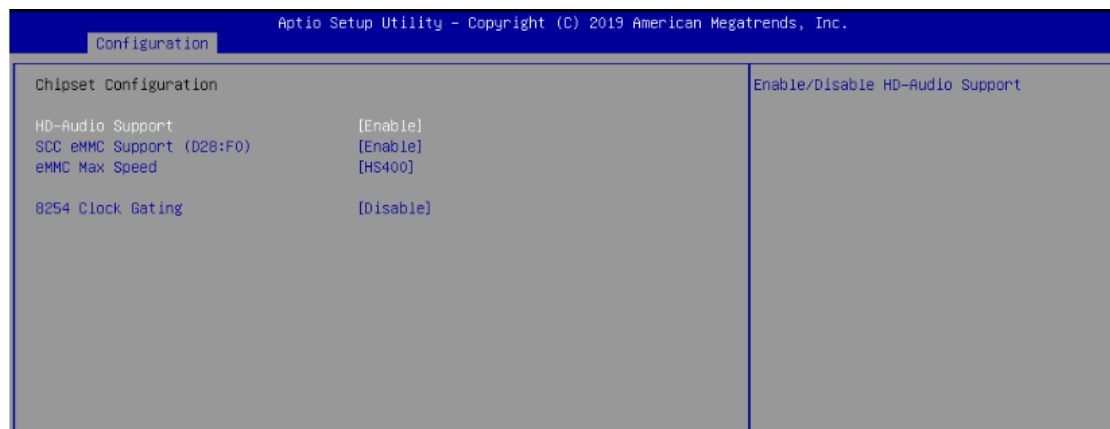 Aptio Setup Utility – Copyright (C) 2019 American Megatrends, Inc.
Configuration
Chipset Configuration
Enable/Disable HD-Audio Support
HD-Audio Support [Enable]
SCC eMMC Support (D28:F0) [Enable]
eMMC Max Speed [HS400]
8254 Clock Gating [Disable]